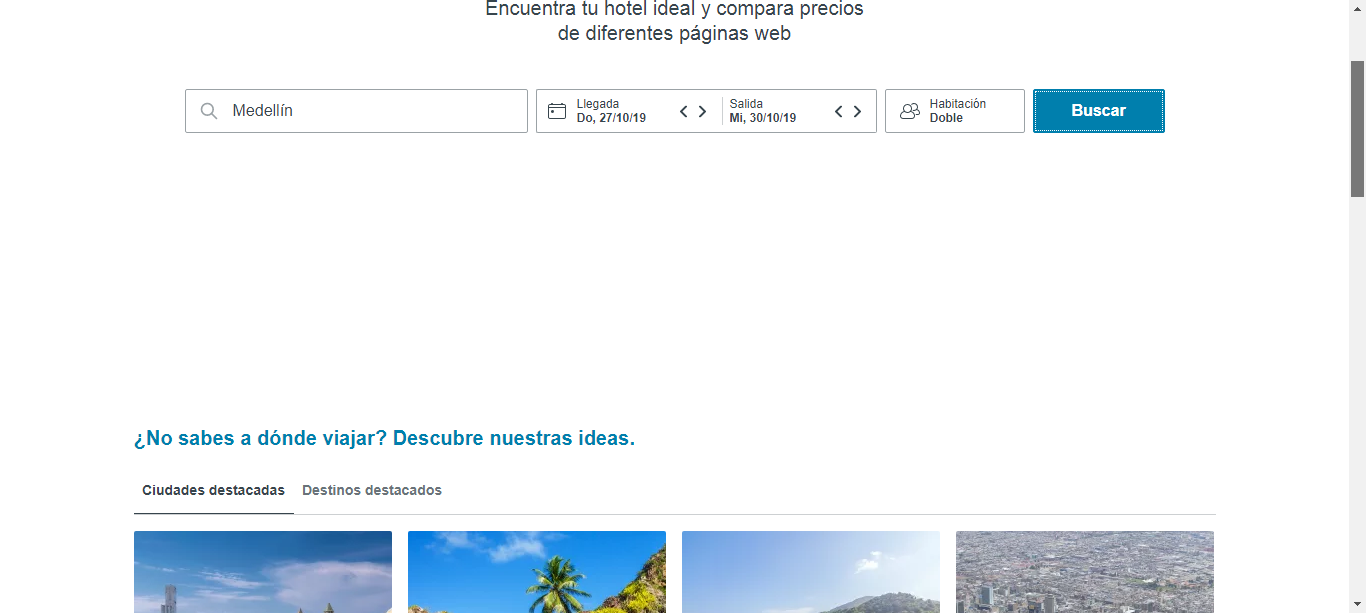 Encuentra tu hotel ideal y compara precios
de diferentes páginas web
Medellín
Llegada
Do, 27/10/19
Salida
Mi, 30/10/19
Habitación
Doble
Buscar
¿No sabes a dónde viajar? Descubre nuestras ideas.
Ciudades destacadas
Destinos destacados